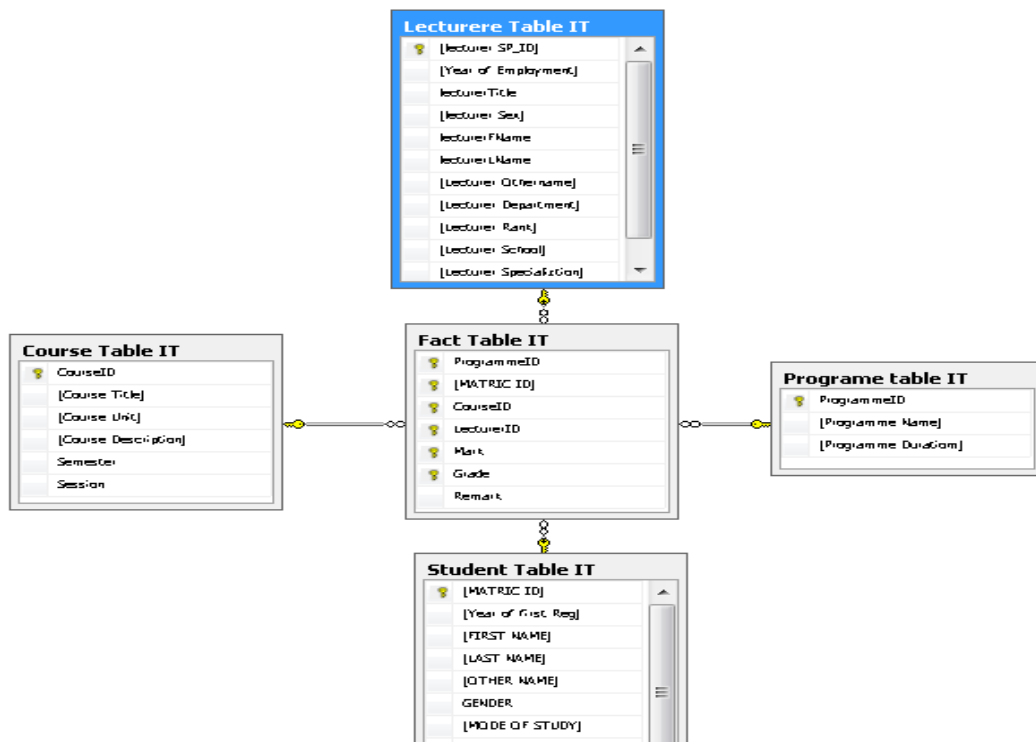 Lecturere Table IT
[lecturer SP_ID]
[Year of Employment]
lecturerTitle
[lecturer Sex]
lecturerFName
lecturerLName
[Lecturer Othername]
[Lecturer Department]
[Lecturer Rank]
[Lecturer School]
[Lecturer Specializtion]
Course Table IT
CourseID
[Course Title]
[Course Unit]
[Course Description]
Semester
Session
Fact Table IT
ProgrammeID
[MATRIC ID]
CourseID
LecturerID
Mark
Grade
Remark
Programe table IT
ProgrammeID
[Programme Name]
[Programme Duration]
Student Table IT
[MATRIC ID]
[Year of first Reg]
[FIRST NAME]
[LAST NAME]
[OTHER NAME]
GENDER
[MODE OF STUDY]